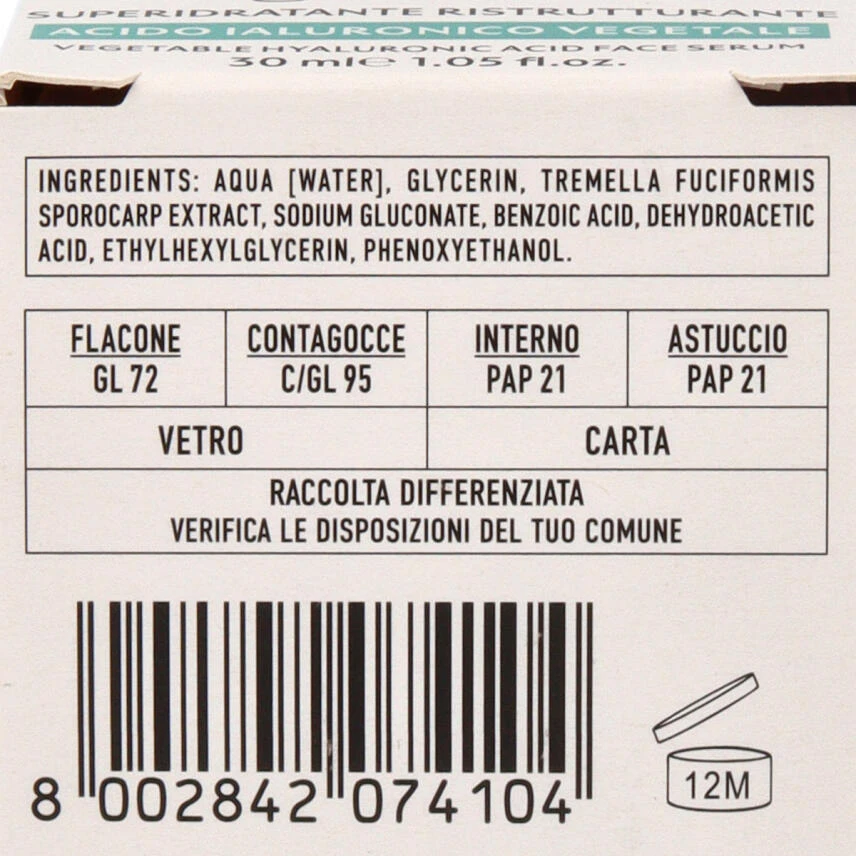 SUPERIDRATANTE RISTRUTTURANTE
ACIDO IALURONICO VEGETALE
VEGETABLE HYALURONIC ACID FACE SERUM
30 ml℮ 1.05 fl.oz.
INGREDIENTS: AQUA [WATER], GLYCERIN, TREMELLA FUCIFORMIS
SPOROCARP EXTRACT, SODIUM GLUCONATE, BENZOIC ACID, DEHYDROACETIC
ACID, ETHYLHEXYLGLYCERIN, PHENOXYETHANOL.
FLACONE CONTAGOCCE INTERNO ASTUCCIO
GL 72 C/GL 95 PAP 21 PAP 21
VETRO CARTA
RACCOLTA DIFFERENZIATA
VERIFICA LE DISPOSIZIONI DEL TUO COMUNE
8 002842 074104
12M